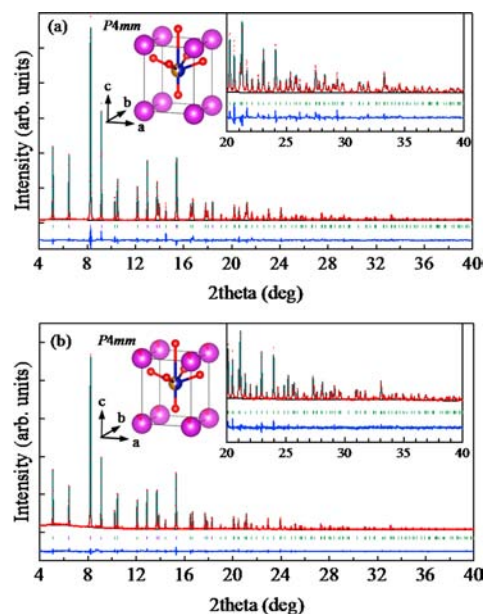 (a)
P4mm
c
b
a
Intensity (arb. units)
20 25 30 35 40
4 8 12 16 20 24 28 32 36 40
2theta (deg)
(b)
P4mm
c
b
a
Intensity (arb. units)
20 25 30 35 40
4 8 12 16 20 24 28 32 36 40
2theta (deg)